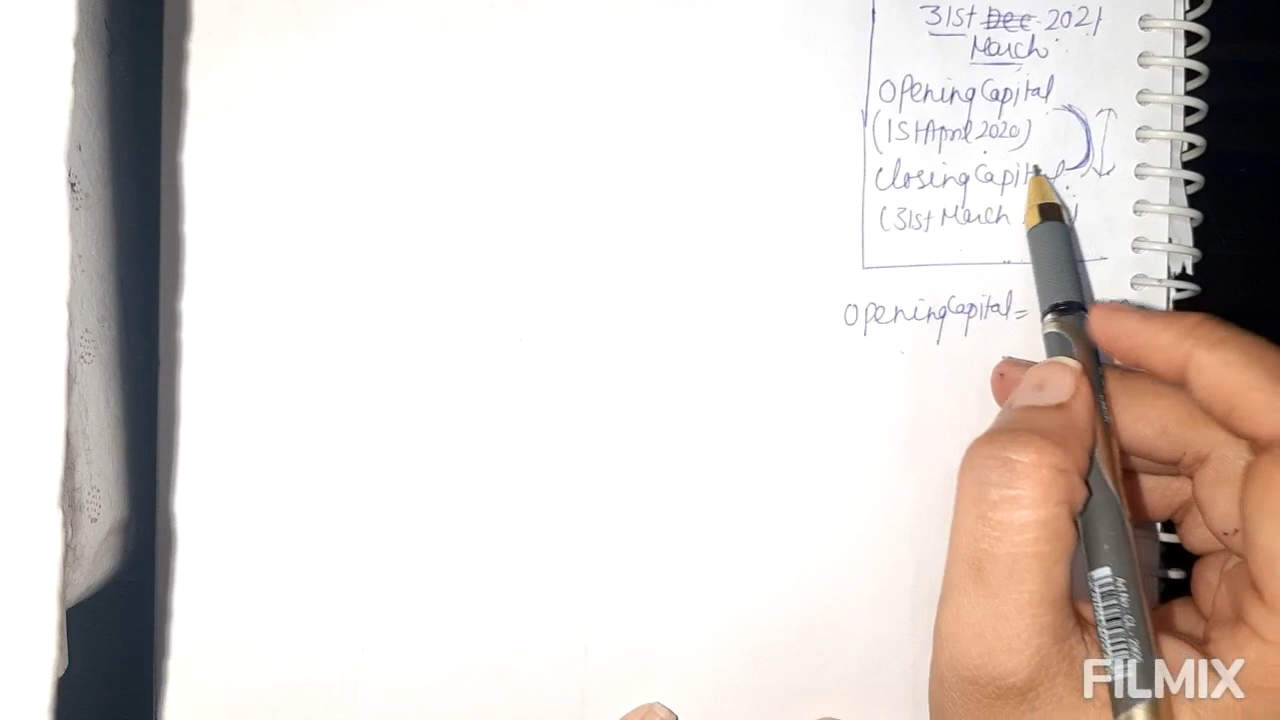 31st Dec 2021
March
Opening Capital
(1st April 2020)
Closing Capital
(31st March
Opening Capital =
FILMIX